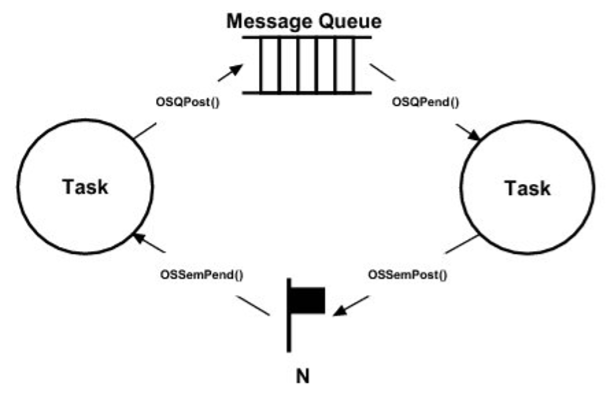 Message Queue
OSQPost()
OSQPend()
Task
Task
OSSemPend()
OSSemPost()
N